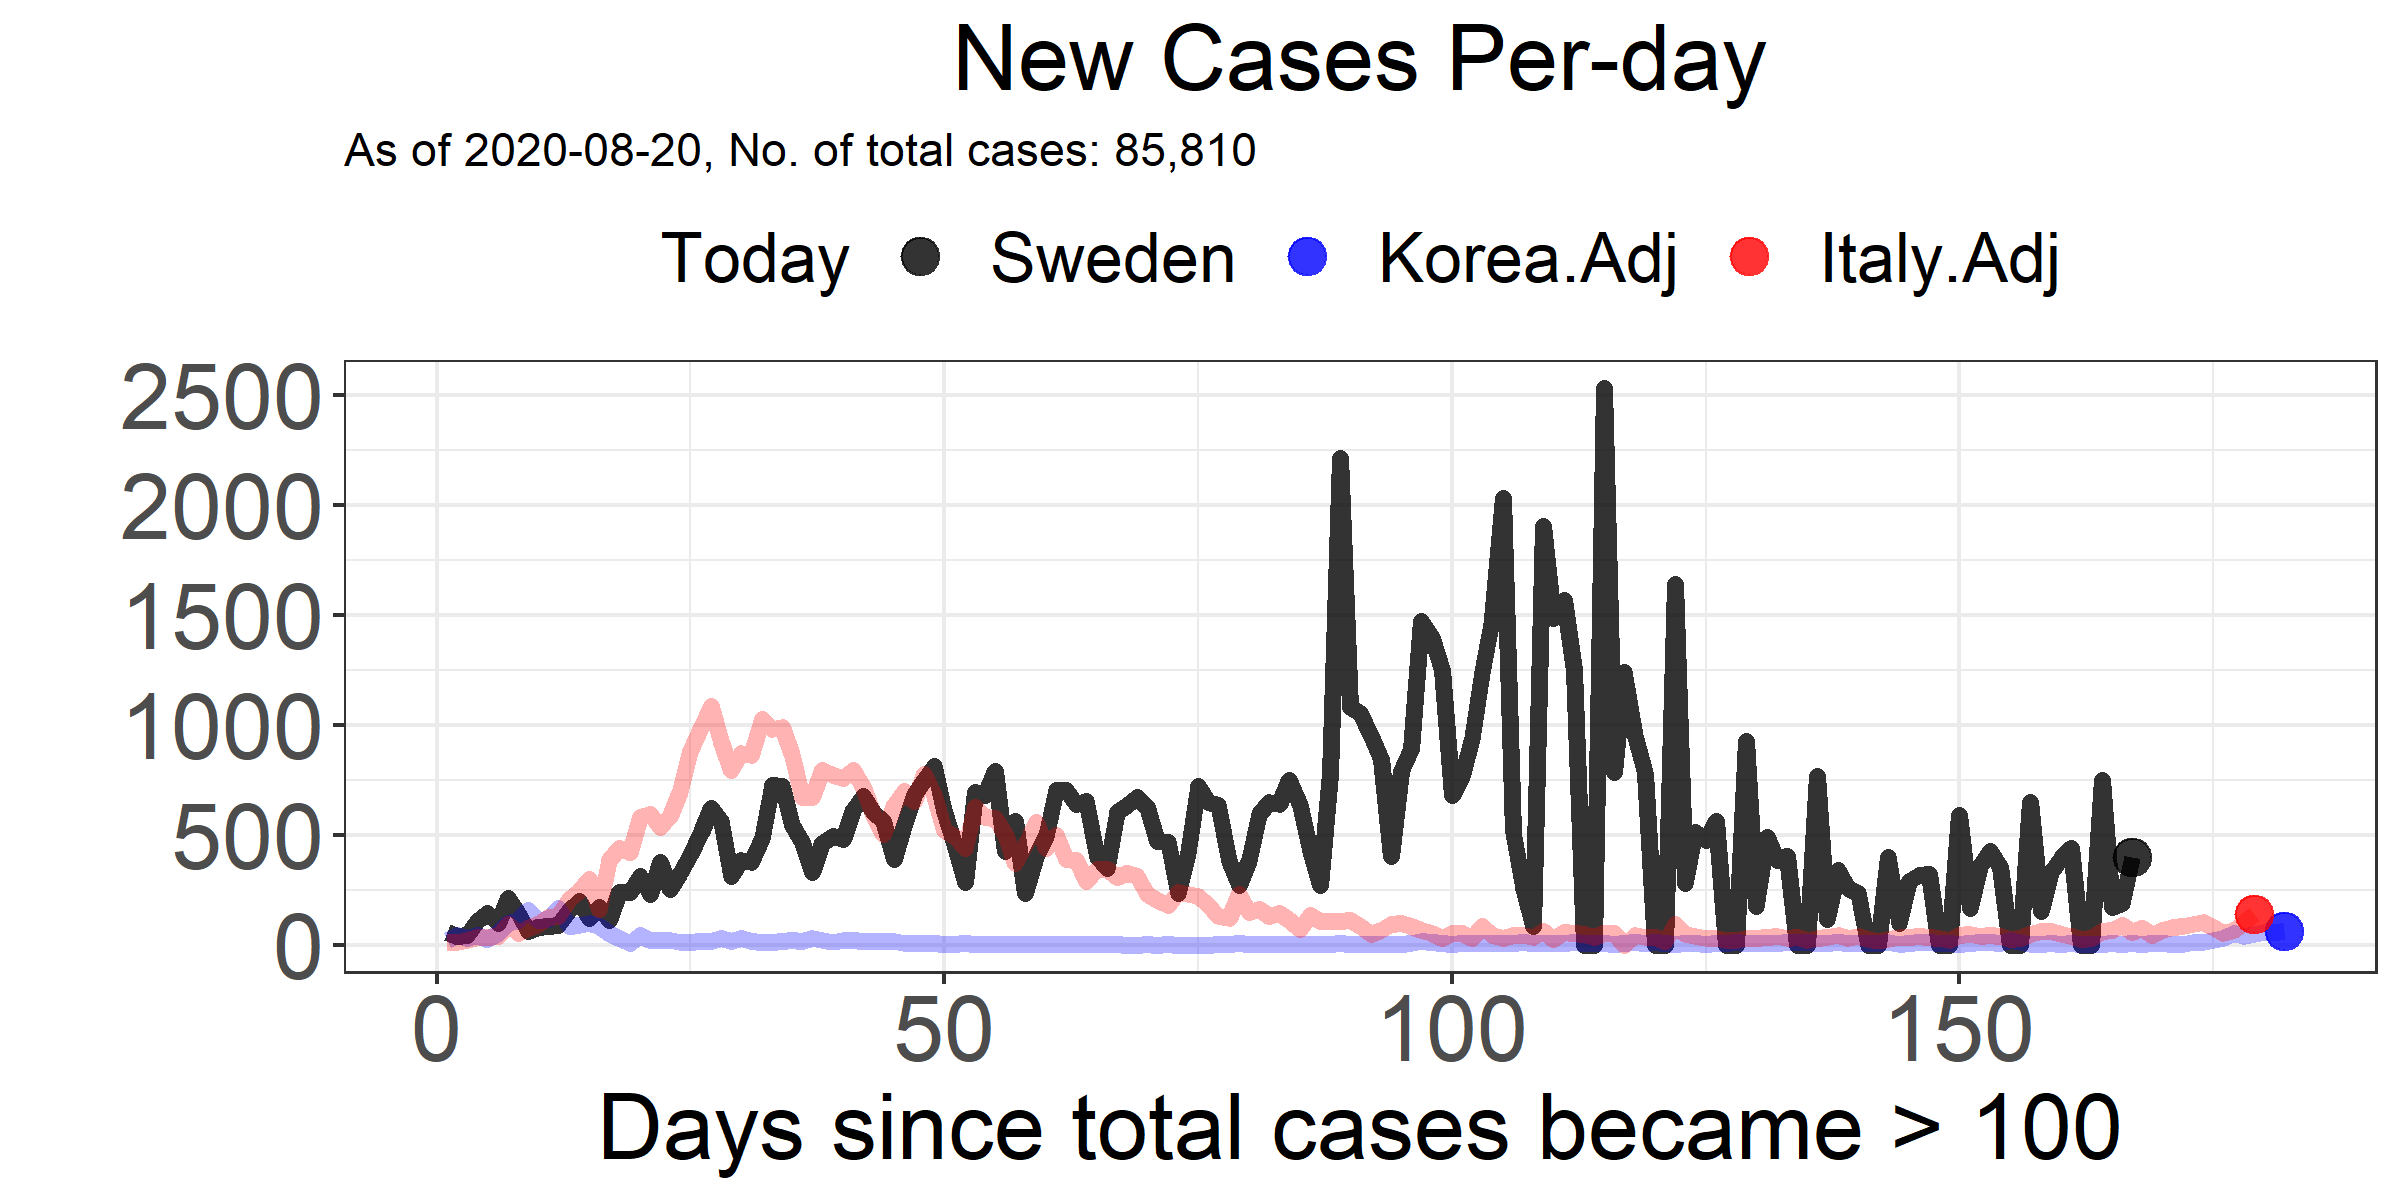 New Cases Per-day
As of 2020-08-20, No. of total cases: 85,810
Today Sweden Korea.Adj Italy.Adj
2500
2000
1500
1000
500
0
0 50 100 150
Days since total cases became > 100